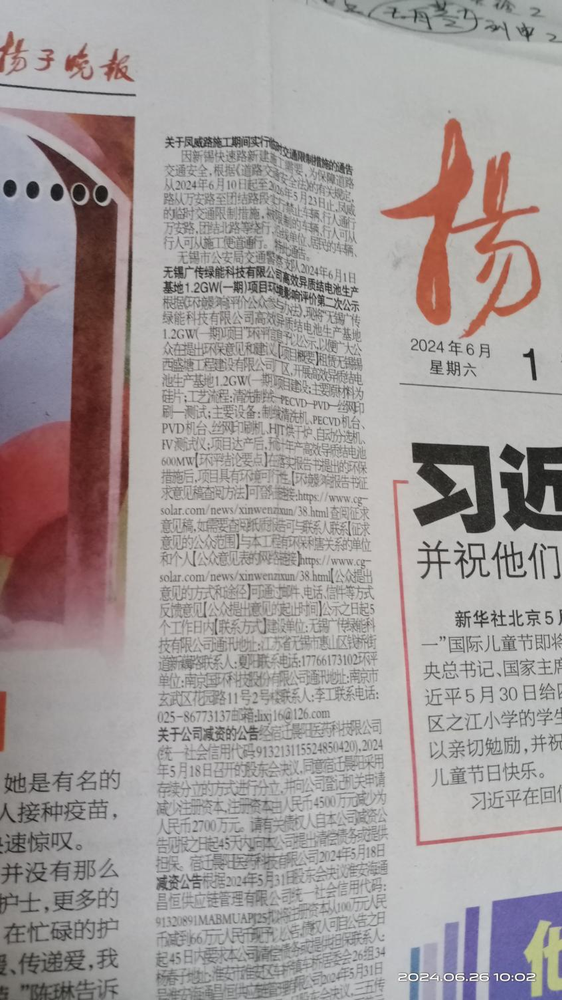 扬子晚报
关于凤威路施工期间实行临时交通限制措施的通告
因新锡快速路新建施工需要,为保障道路
交通安全,根据《道路交通安全法》的有关规定,
从2024年6月10日起至2026年5月23日止,凤威
路从万安路至团结路段实行禁止车辆、行人通行
的临时交通限制措施,被限制的车辆、行人可从
万安路,团结北路等绕行,沿线单位、居民的车辆、
行人可从施工便道通行。特此通告。
无锡市公安局交通警察支队2024年6月1日
无锡广传绿能科技有限公司高效异质结电池生产
基地1.2GW(一期)项目环境影响评价第二次公示
根据《环境影响评价公众参与办法》,现将“无锡广传
绿能科技有限公司高效异质结电池生产基地
1.2GW(一期)项目”环评信息予以公示,以便广大公
众在提出环保意见和建议【项目概要】租赁无锡锡
西盛塘工程建设有限公司厂区,开展高效异质结电
池生产基地1.2GW(一期)项目建设;主要原材料为
硅片;工艺流程:清洗制绒—PECVD—PVD—丝网印
刷—测试;主要设备:制绒清洗机、PECVD机台、
PVD机台、丝网印刷机、HJT烘干炉、自动分选机、
IV测试仪;项目达产后,预计年产高效异质结电池
600MW【环评结论要点】在落实报告书提出的环保
措施后,项目具有环境可行性。【环境影响报告书征
求意见稿查阅方法】可登陆链接:https://www.cg-
solar.com/news/xinwenzixun/38.html查阅征求
意见稿,如需要查阅纸质报告可与联系人联系【征求
意见的公众范围】与本工程有环保利害关系的单位
和个人【公众意见表的网络链接】https://www.cg-
solar.com/news/xinwenzixun/38.html【公众提出
意见的方式和途径】可通过邮件、电话、信件等方式
反馈意见【公众提出意见的起止时间】公示之日起5
个工作日内【联系方式】建设单位:无锡广传绿能科
技有限公司通讯地址:江苏省无锡市惠山区钱桥街
道新藕路联系人:夏阳联系电话:17766173102环评
单位:南京国环科技股份有限公司通讯地址:南京市
玄武区花园路11号2号楼联系人:李工联系电话:
025-86773137邮箱:lixj16@126.com
关于公司减资的公告经宿迁晨阳医药科技限公司
(统一社会信用代码:913213115524850420),2024
年5月18日召开的股东会决议,同意宿迁晨阳采用
存续分立的方式进行分立,并向公司登记机关申请
减少注册资本,注册资本由人民币4500万元减少为
人民币2700万元。请有关债权人自本公司减资公
告见报之日起45天内,向本公司提出清偿债务或提供
担保。宿迁晨阳医药科技有限公司2024年5月18日
减资公告根据2024年5月31日股东会决议淮安海通
昌恒供应链管理有限公司统一社会信用代码:
91320891MABMUAPJ25拟将注册资本从100万元人民
币减到66万元人民币现予以公告,债权人可自公告之日
起45日内要求本公司清偿债务或提供担保联系人:
杨春子地址:淮安市淮安区车桥镇车桥居委会26组34
号淮安海通昌恒供应链管理有限公司2024年5月31日
股东会决议,三五传
她是有名的
人接种疫苗,
速惊叹。
并没有那么
护士,更多的
在忙碌的护
爱、传递爱,我
”陈琳告诉
七月
列申
扬
2024年6月
星期六
1
习近
并祝他们
新华社北京5月
一”国际儿童节即将
央总书记、国家主席
近平5月30日给四
区之江小学的学生
以亲切勉励,并祝
儿童节日快乐。
习近平在回信
2024.06.26 10:02